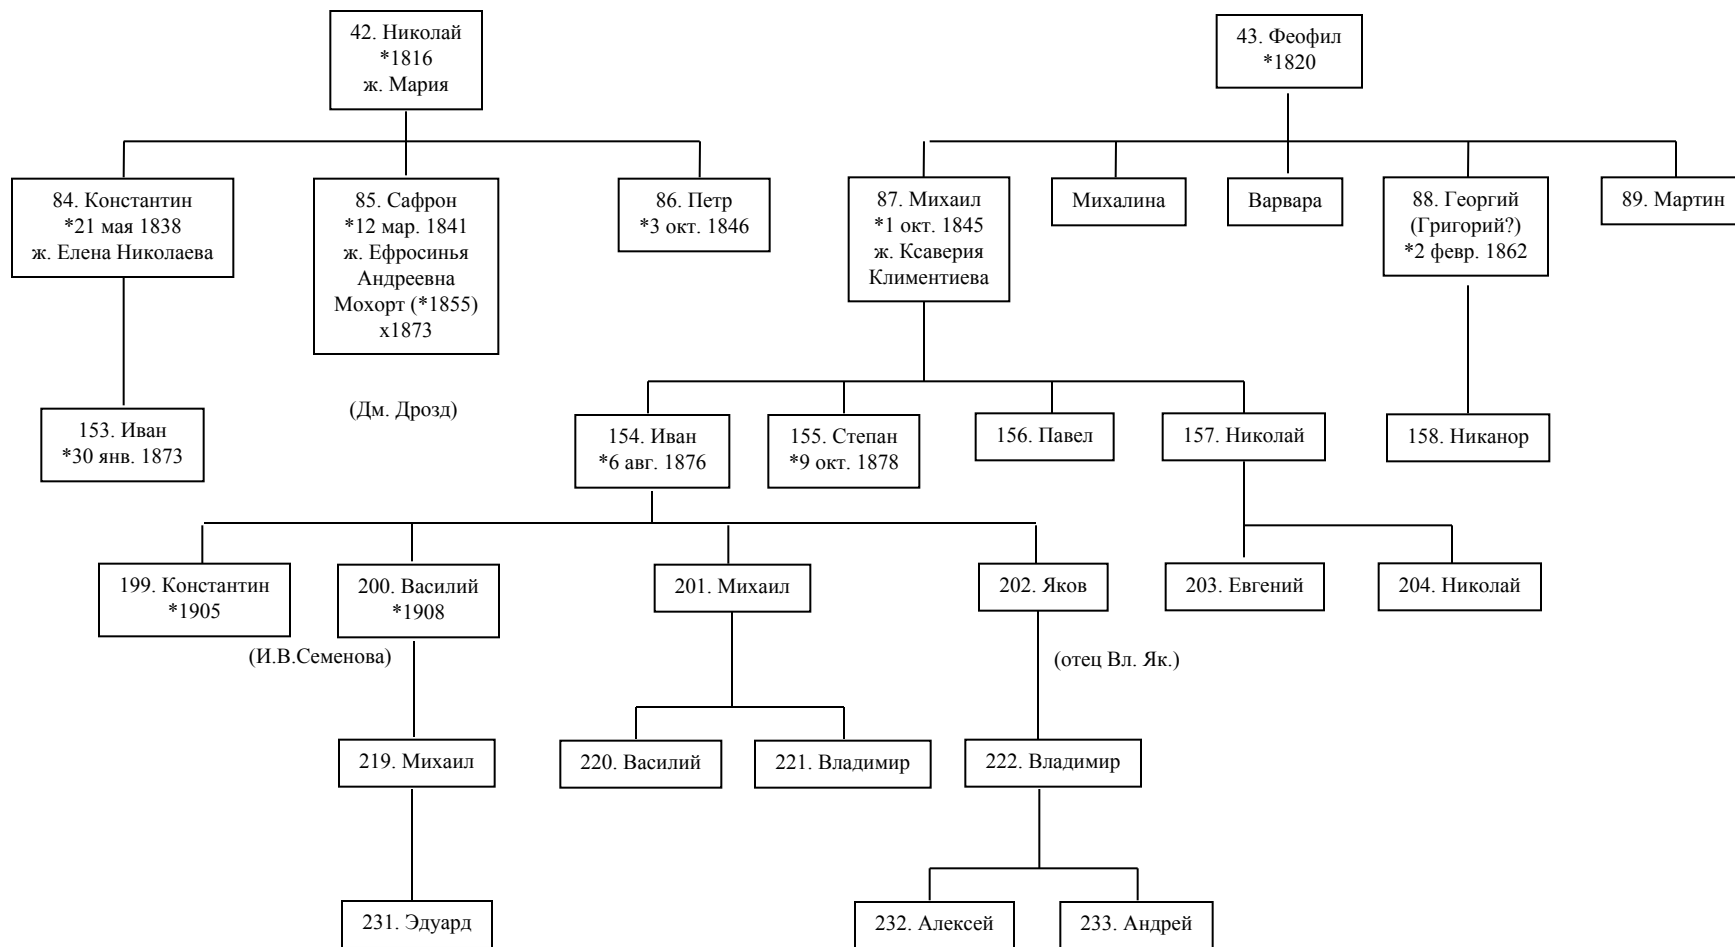 42. Николай
*1816
ж. Мария
43. Феофил
*1820
84. Константин
*21 мая 1838
ж. Елена Николаева
85. Сафрон
*12 мар. 1841
ж. Ефросинья
Андреевна
Мохорт (*1855)
х1873
86. Петр
*3 окт. 1846
87. Михаил
*1 окт. 1845
ж. Ксаверия
Климентиева
Михалина
Варвара
88. Георгий
(Григорий?)
*2 февр. 1862
89. Мартин
(Дм. Дрозд)
153. Иван
*30 янв. 1873
154. Иван
*6 авг. 1876
155. Степан
*9 окт. 1878
156. Павел
157. Николай
158. Никанор
199. Константин
*1905
200. Василий
*1908
201. Михаил
202. Яков
203. Евгений
204. Николай
(И.В.Семенова)
(отец Вл. Як.)
219. Михаил
220. Василий
221. Владимир
222. Владимир
231. Эдуард
232. Алексей
233. Андрей